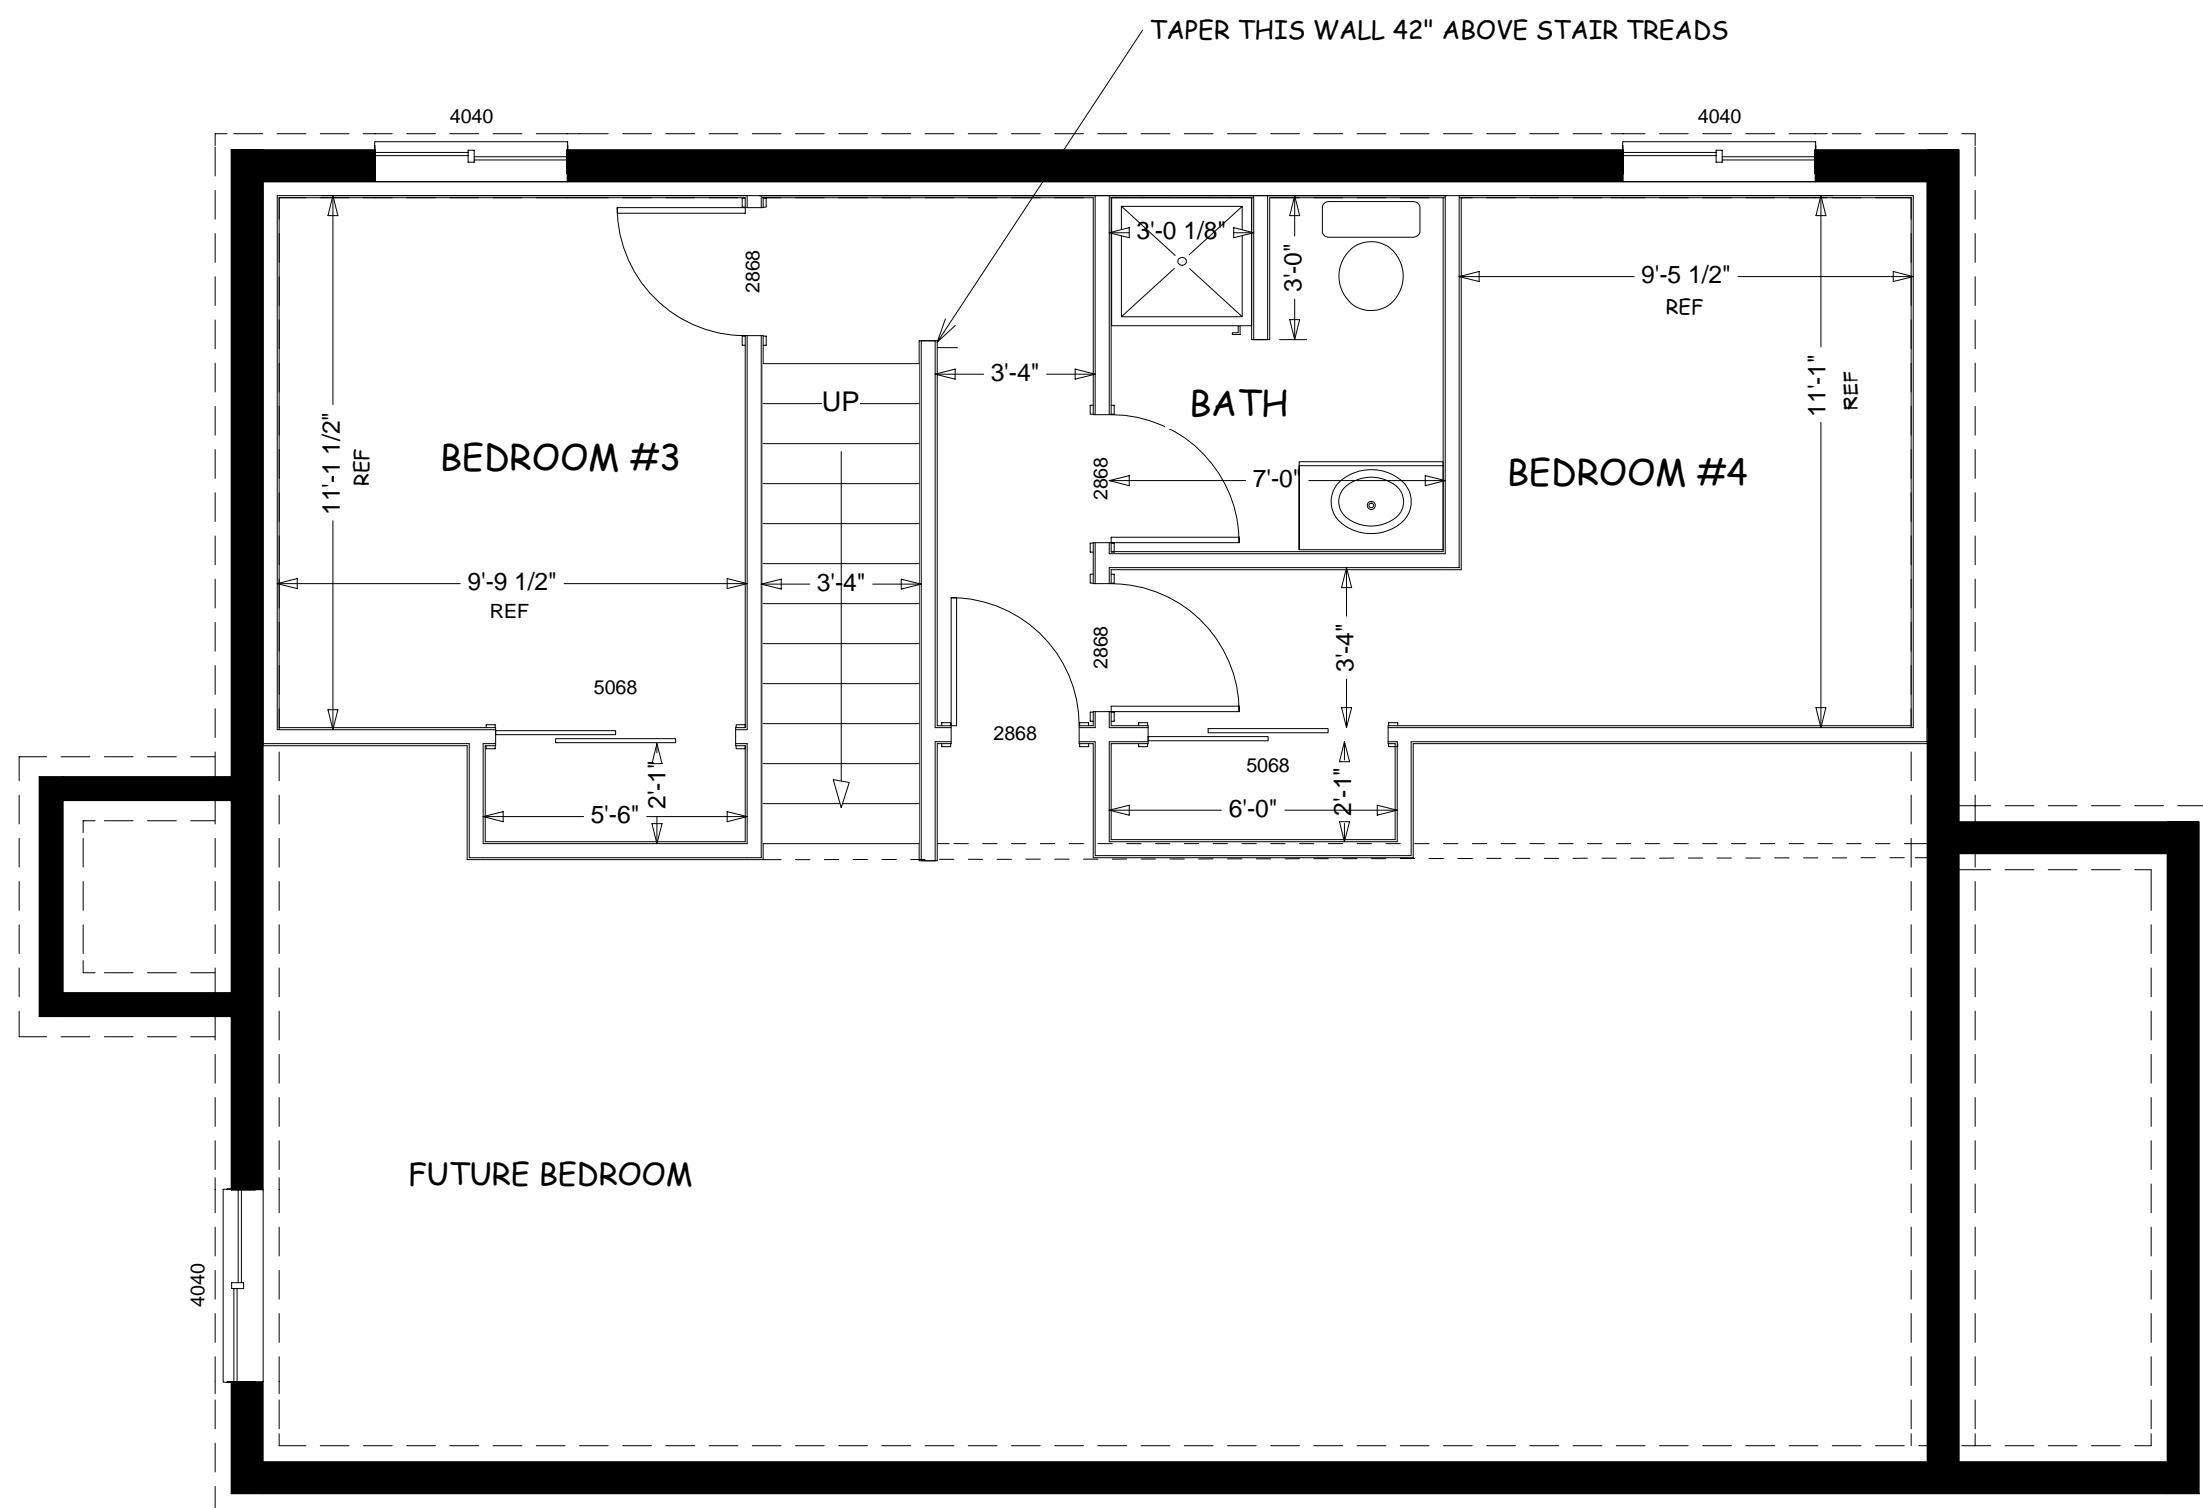 TAPER THIS WALL 42" ABOVE STAIR TREADS
4040
4040
3'-0 1/8"
3'-0"
2868
9'-5 1/2"
REF
3'-4"
UP
BATH
11'-1"
REF
11'-1 1/2"
REF
BEDROOM #3
2868
7'-0"
BEDROOM #4
9'-9 1/2"
REF
3'-4"
2868
3'-4"
5068
2868
5068
2'-1"
5'-6"
6'-0"
2'-1"
FUTURE BEDROOM
4040